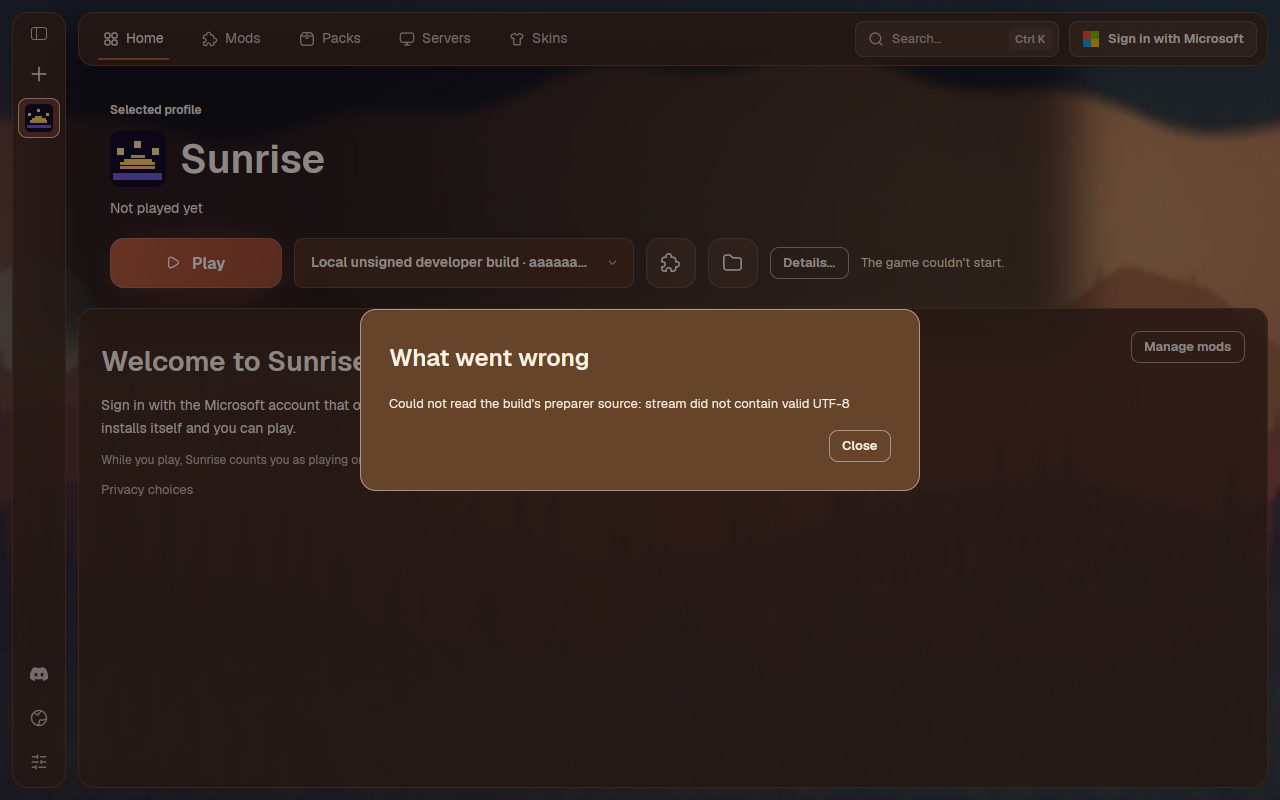 Home
Mods
Packs
Servers
Skins
Search...
Ctrl K
Sign in with Microsoft
Selected profile
Sunrise
Not played yet
Play
Local unsigned developer build · aaaaaa...
Details...
The game couldn't start.
What went wrong
Could not read the build's preparer source: stream did not contain valid UTF-8
Close
Welcome to Sunrise
Manage mods
Sign in with the Microsoft account that o
installs itself and you can play.
While you play, Sunrise counts you as playing
Privacy choices